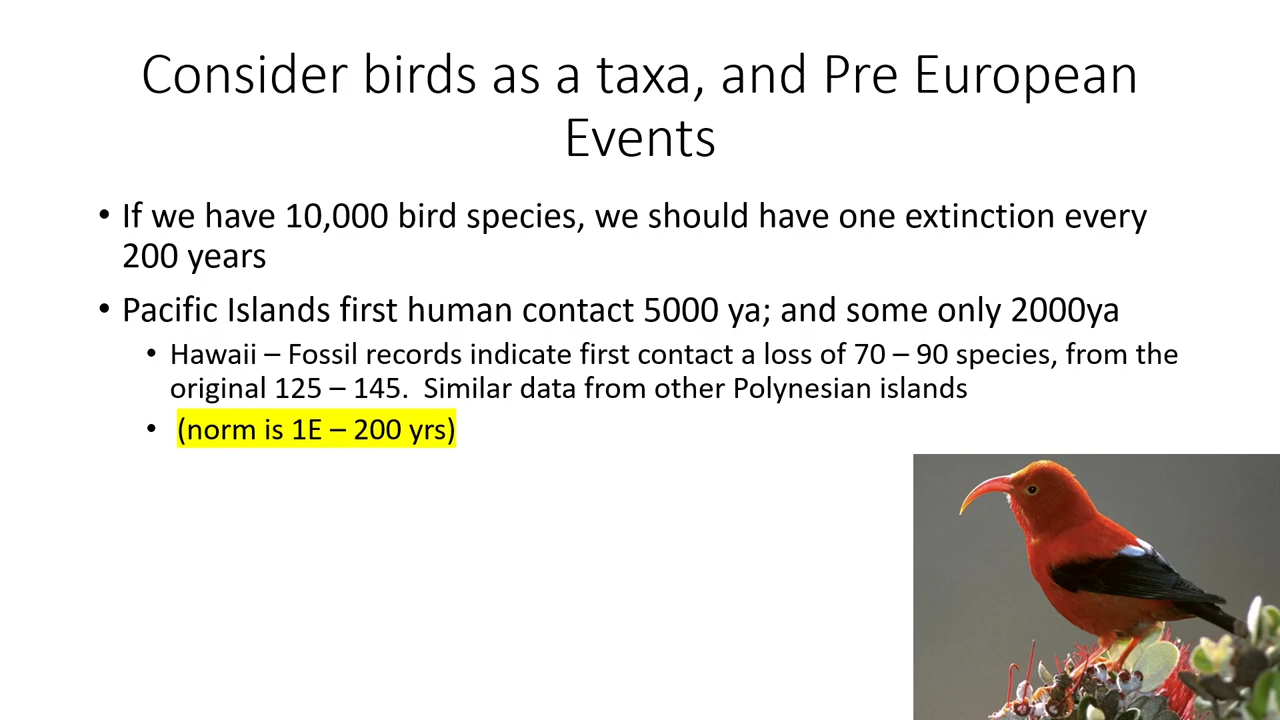 Consider birds as a taxa, and Pre European
Events
• If we have 10,000 bird species, we should have one extinction every
200 years
• Pacific Islands first human contact 5000 ya; and some only 2000ya
• Hawaii – Fossil records indicate first contact a loss of 70 – 90 species, from the
original 125 – 145.  Similar data from other Polynesian islands
• (norm is 1E – 200 yrs)